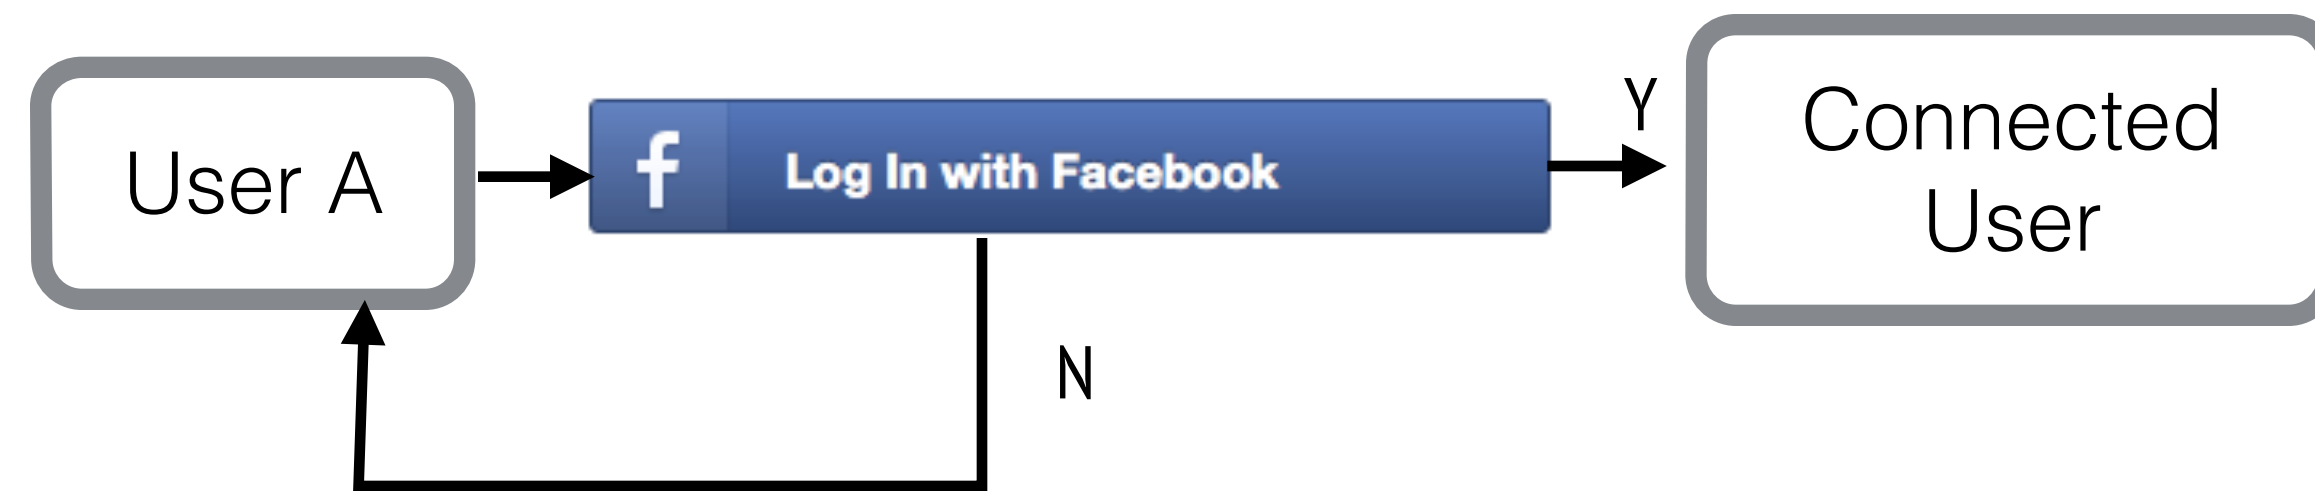 User A
f
Log In with Facebook
Y
Connected
User
N